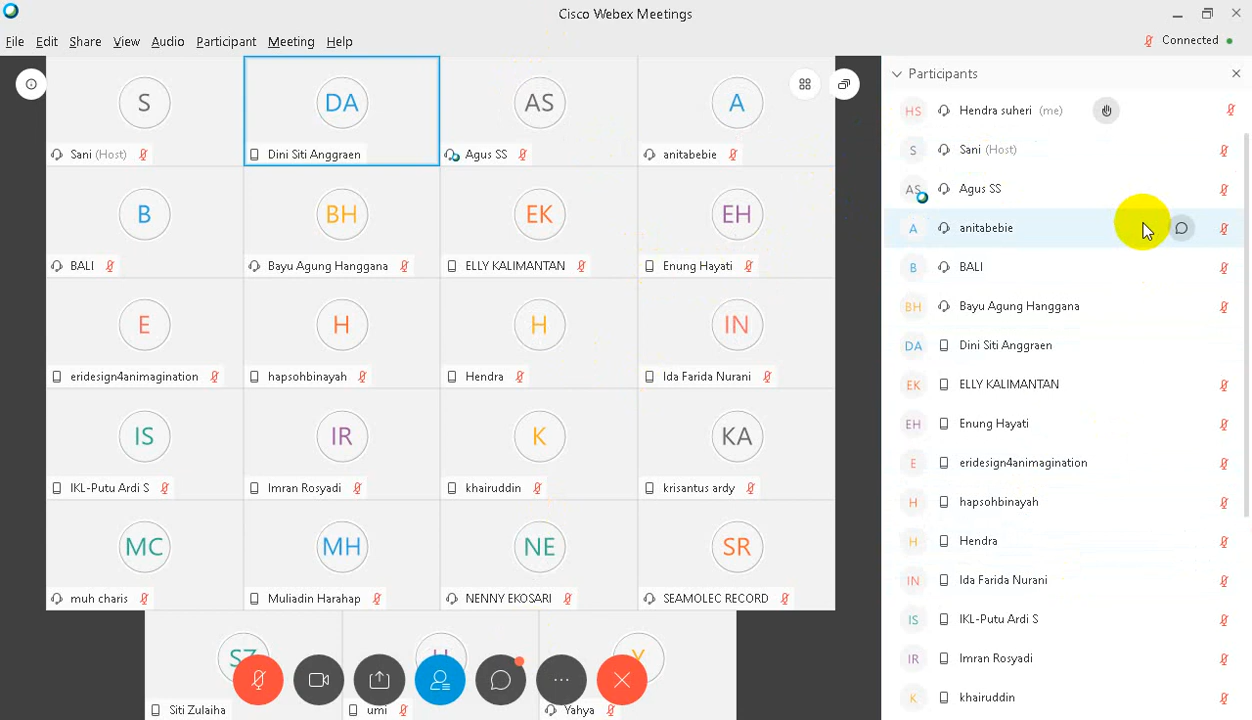 Cisco Webex Meetings
File Edit Share View Audio Participant Meeting Help
Connected
S
DA
AS
A
Sani (Host)
Dini Siti Anggraen
Agus SS
anitabebie
B
BH
EK
EH
BALI
Bayu Agung Hanggana
ELLY KALIMANTAN
Enung Hayati
E
H
H
IN
eridesign4animagination
hapsohbinayah
Hendra
Ida Farida Nurani
IS
IR
K
KA
IKL-Putu Ardi S
Imran Rosyadi
khairuddin
krisantus ardy
MC
MH
NE
SR
muh charis
Muliadin Harahap
NENNY EKOSARI
SEAMOLEC RECORD
SZ
Y
Siti Zulaiha
umi
Yahya
Participants
HS Hendra suheri (me)
S Sani (Host)
AS Agus SS
A anitabebie
B BALI
BH Bayu Agung Hanggana
DA Dini Siti Anggraen
EK ELLY KALIMANTAN
EH Enung Hayati
E eridesign4animagination
H hapsohbinayah
H Hendra
IN Ida Farida Nurani
IS IKL-Putu Ardi S
IR Imran Rosyadi
K khairuddin